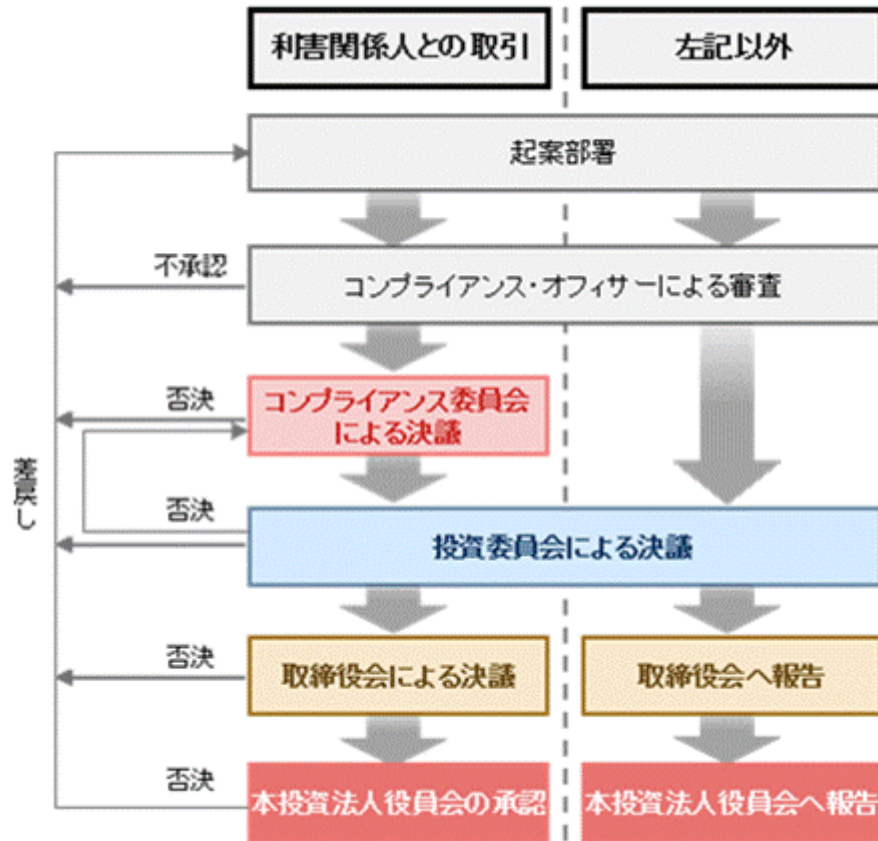 利害関係人との取引
左記以外
起案部署
不承認
コンプライアンス・オフィサーによる審査
否決
コンプライアンス委員会
による決議
差戻し
否決
投資委員会による決議
否決
取締役会による決議
取締役会へ報告
否決
本投資法人役員会の承認
本投資法人役員会へ報告